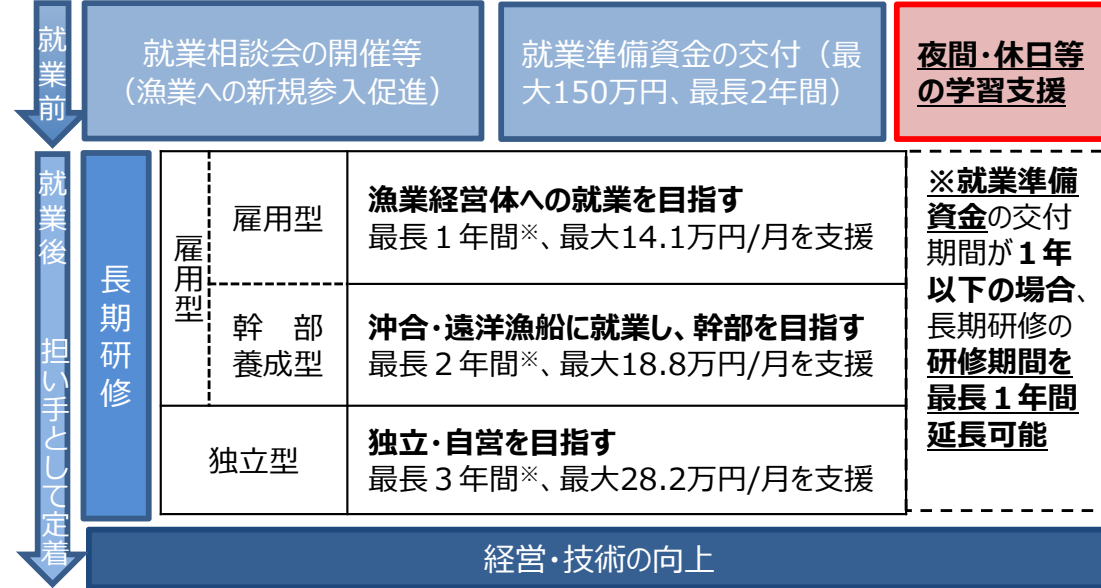 就業前
就業相談会の開催等
（漁業への新規参入促進）
就業準備資金の交付（最
大150万円、最長2年間）
夜間・休日等
の学習支援
就業後　担い手として定着
長期研修
雇用型
雇用型
漁業経営体への就業を目指す
最長１年間※、最大14.1万円/月を支援
幹　部
養成型
沖合・遠洋漁船に就業し、幹部を目指す
最長２年間※、最大18.8万円/月を支援
独立型
独立・自営を目指す
最長３年間※、最大28.2万円/月を支援
※就業準備
資金の交付
期間が１年
以下の場合、
長期研修の
研修期間を
最長１年間
延長可能
経営・技術の向上